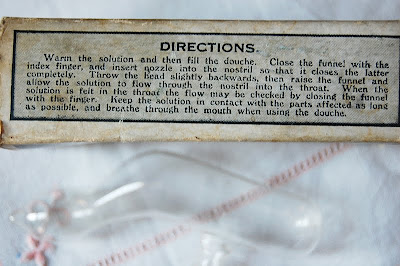 DIRECTIONS.
Warm the solution and then fill the douche. Close the funnel with the
index finger, and insert nozzle into the nostril so that it closes the latter
completely. Throw the head slightly backwards, then raise the funnel and
allow the solution to flow through the nostril into the throat. When the
solution is felt in the throat the flow may be checked by closing the funnel
with the finger. Keep the solution in contact with the parts affected as long
as possible, and breathe through the mouth when using the douche.